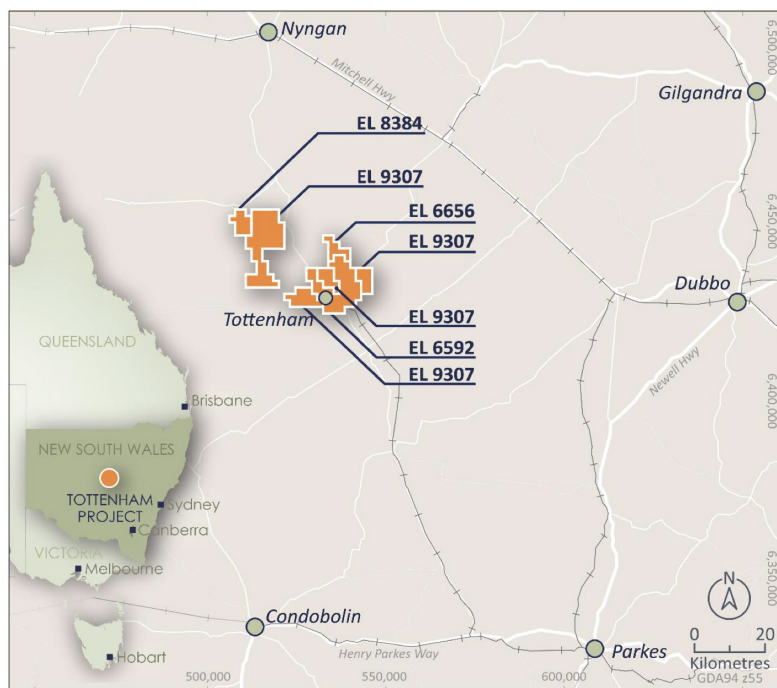 Nyngan
6,500,000
Mitchell Hwy
Gilgandra
EL 8384
EL 9307
EL 6656
6,450,000
EL 9307
Dubbo
Tottenham
EL 9307
QUEENSLAND
EL 6592
Newell Hwy
EL 9307
6,400,000
Brisbane
NEW SOUTH WALES
TOTTENHAM
PROJECT
Sydney
Canberra
VICTORIA
Melbourne
6,350,000
N
Condobolin
Parkes
0 20
Kilometres
Henry Parkes Way
Hobart
500,000
550,000
600,000
GDA94 z55